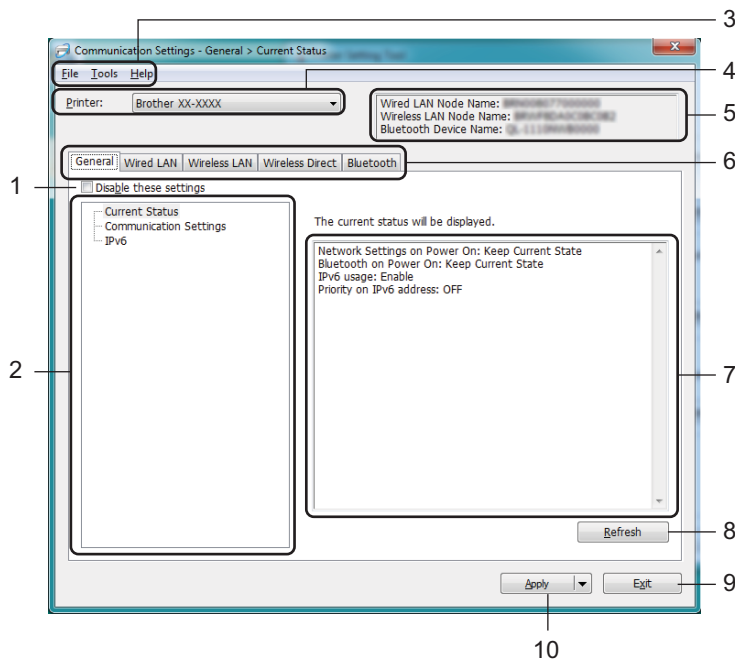 3
Communication Settings - General > Current Status
File Tools Help
4
Printer: Brother XX-XXXX
Wired LAN Node Name:
Wireless LAN Node Name:
Bluetooth Device Name:
5
General Wired LAN Wireless LAN Wireless Direct Bluetooth
6
1
Disable these settings
Current Status
Communication Settings
IPv6
The current status will be displayed.
Network Settings on Power On: Keep Current State
Bluetooth on Power On: Keep Current State
IPv6 usage: Enable
Priority on IPv6 address: OFF
2
7
Refresh
8
Apply
Exit
9
10